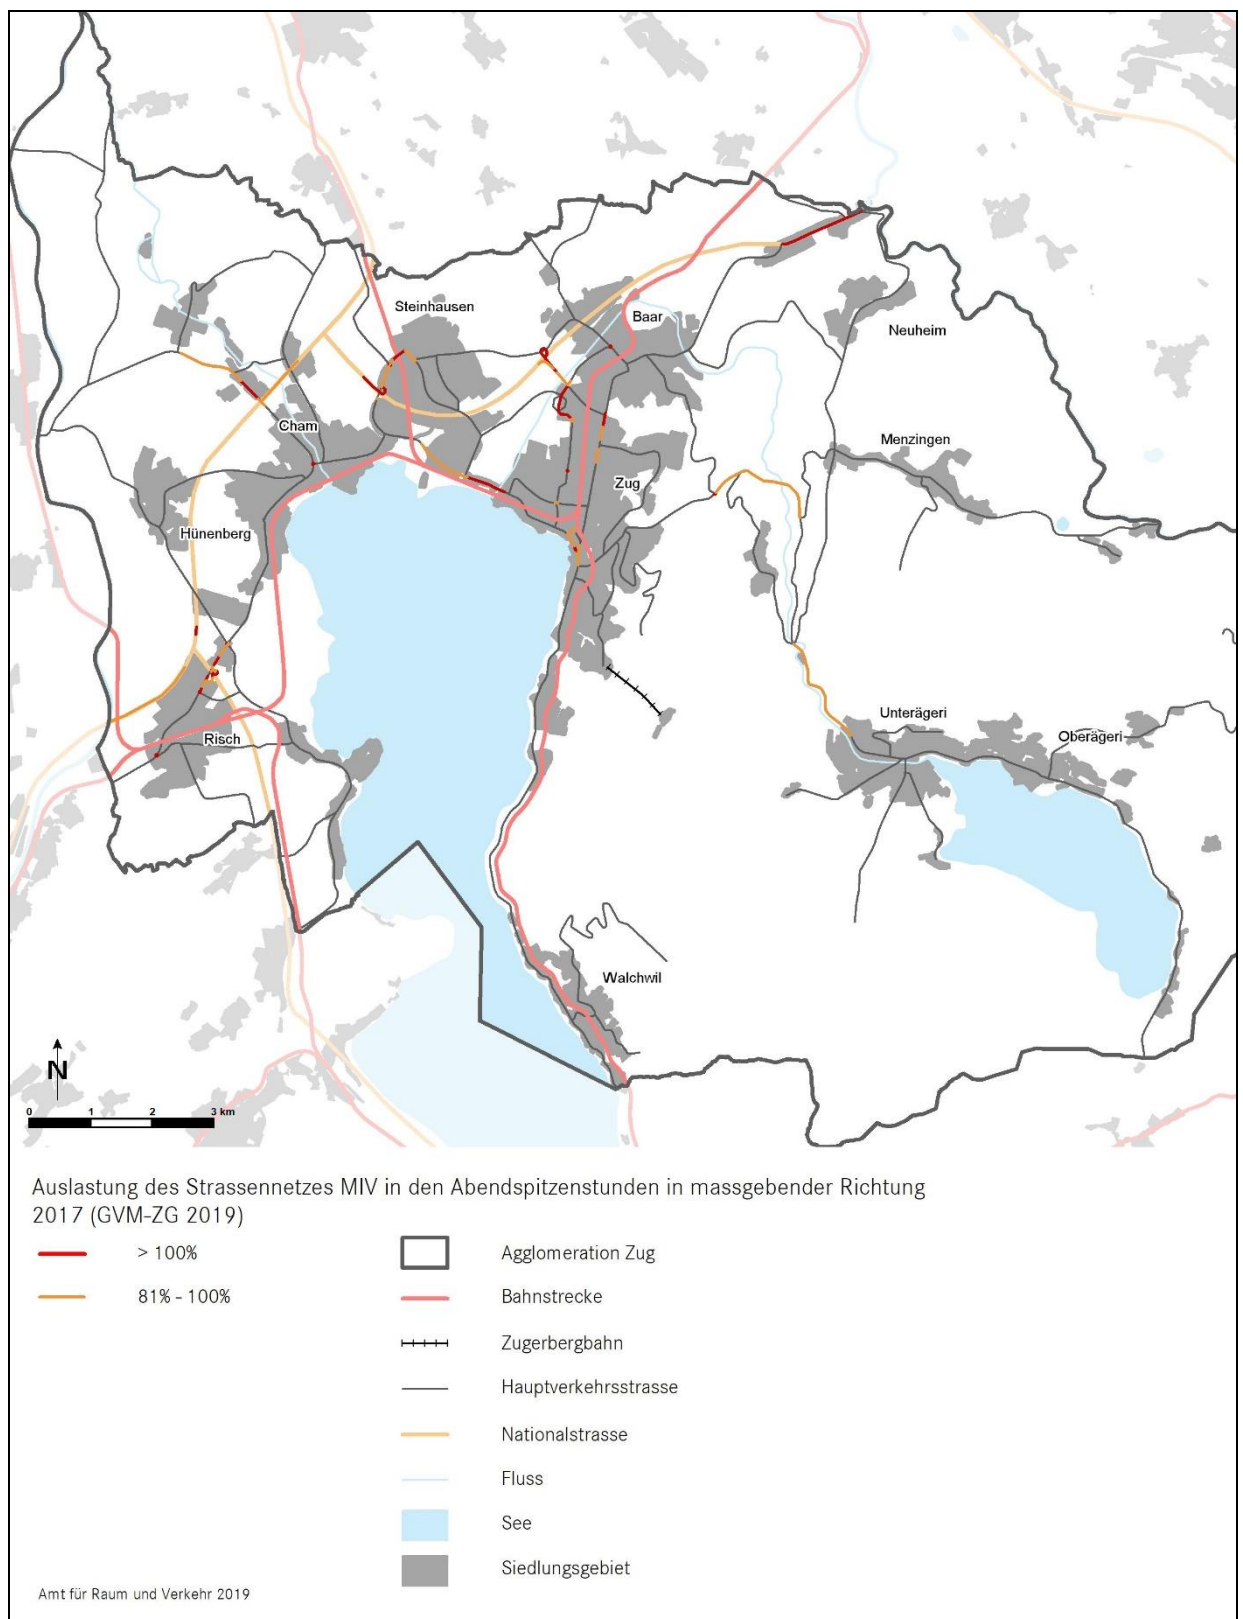 Steinhausen
Baar
Neuheim
Cham
Menzingen
Zug
Hünenberg
Unterägeri
Risch
Oberägeri
Walchwil
N
0 1 2 3 km
Auslastung des Strassennetzes MIV in den Abendspitzenstunden in massgebender Richtung
2017 (GVM-ZG 2019)
> 100%
81% - 100%
Agglomeration Zug
Bahnstrecke
Zugerbergbahn
Hauptverkehrsstrasse
Nationalstrasse
Fluss
See
Siedlungsgebiet
Amt für Raum und Verkehr 2019